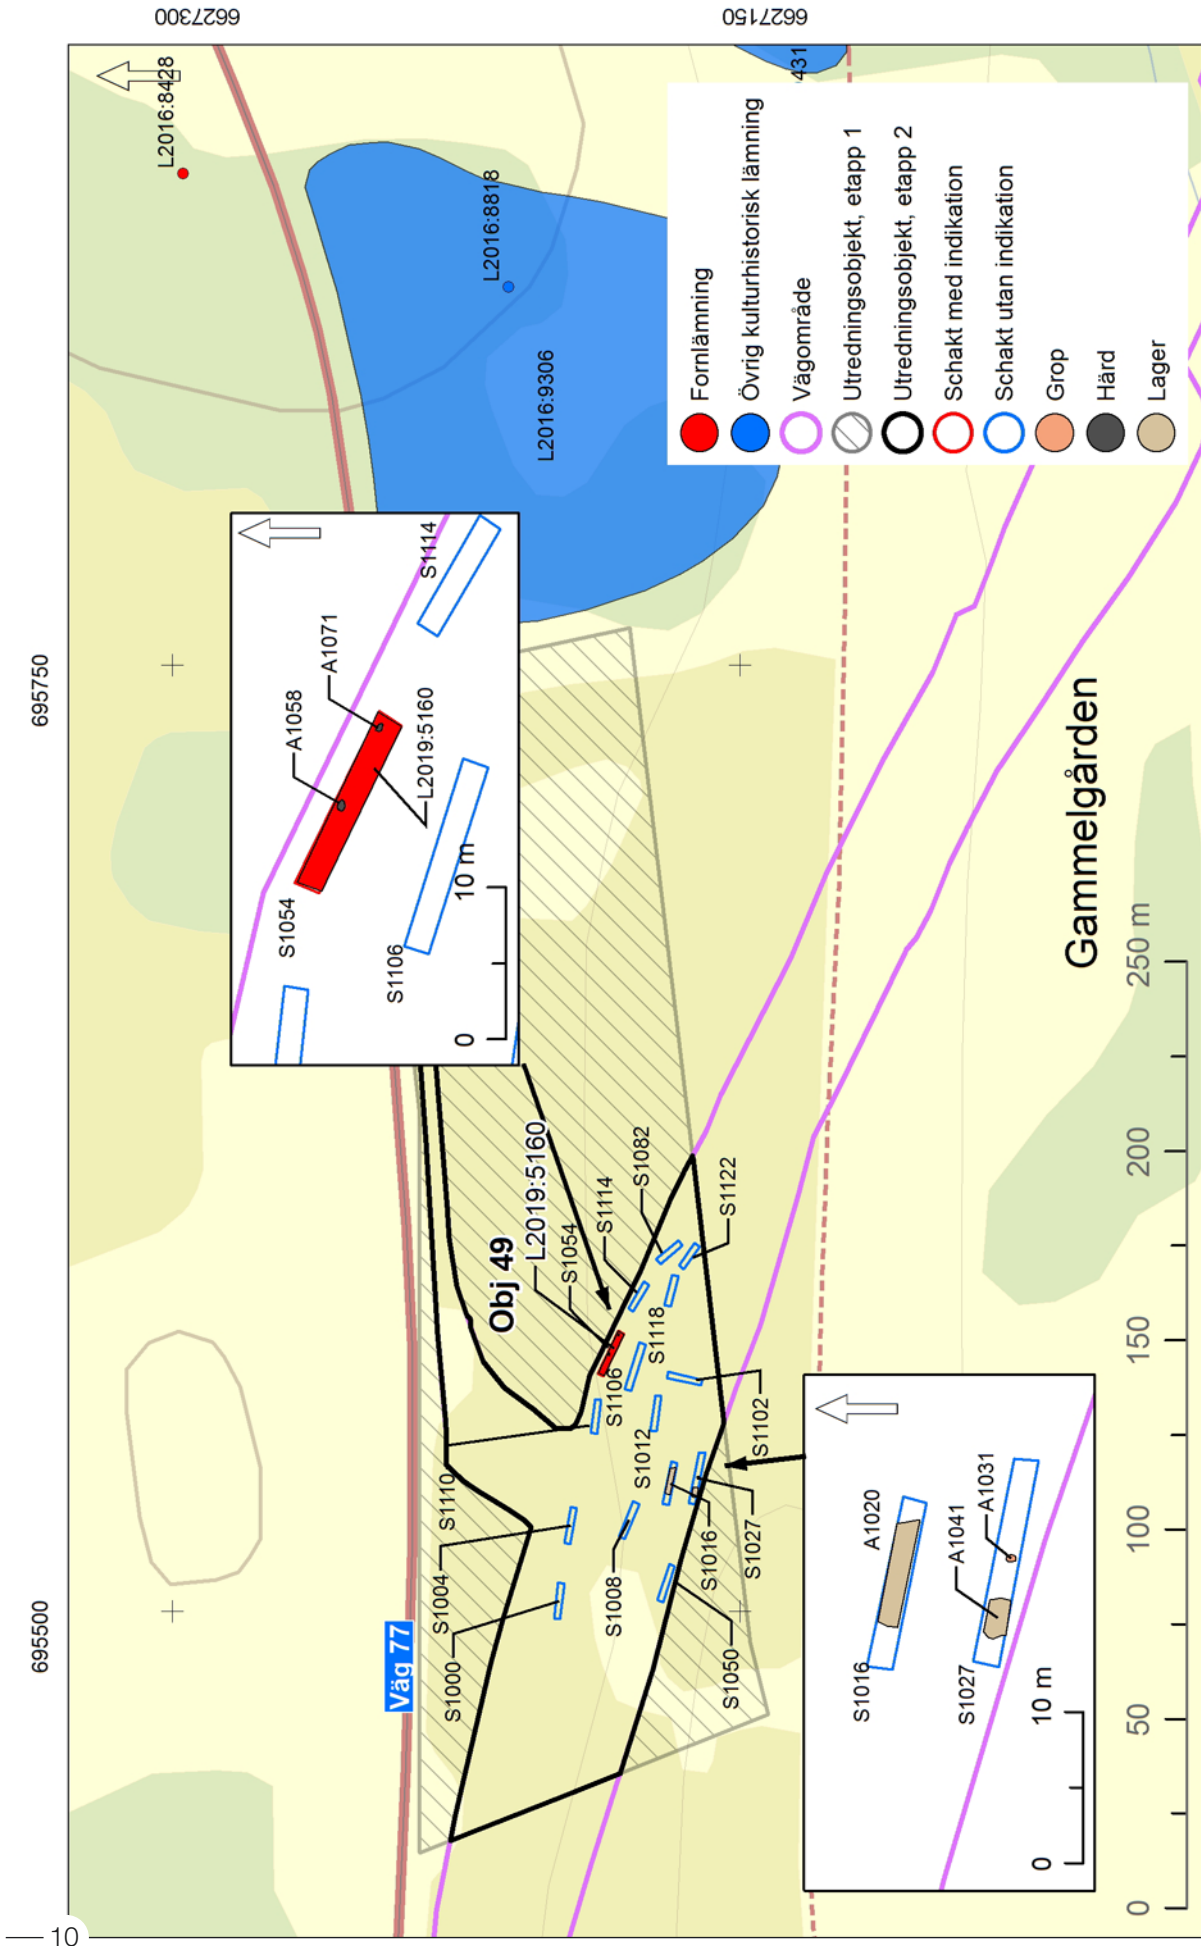 6627300
6627150
695750
695500
L2016:8428
L2016:8818
L2016:9306
431
Fornlämning
Övrig kulturhistorisk lämning
Vägområde
Utredningsobjekt, etapp 1
Utredningsobjekt, etapp 2
Schakt med indikation
Schakt utan indikation
Grop
Härd
Lager
S1054
A1058
A1071
L2019:5160
S1106
S1114
0
10 m
Väg 77
Obj 49
L2019:5160
S1054
S1114
S1082
S1122
S1118
S1106
S1012
S1102
S1110
S1004
S1000
S1008
S1016
S1027
S1050
Gammelgården
S1016
A1020
S1027
A1041
A1031
0
10 m
0
50
100
150
200
250 m
10